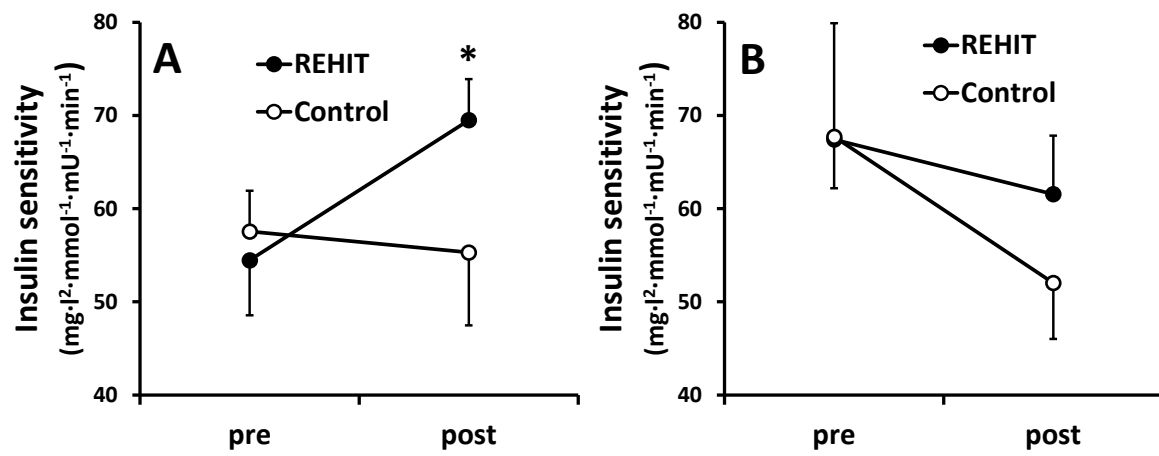 A
REHIT
Control
*
80
70
60
50
40
Insulin sensitivity
(mg·l²·mmol⁻¹·mU⁻¹·min⁻¹)
pre
post
B
REHIT
Control
80
70
60
50
40
Insulin sensitivity
(mg·l²·mmol⁻¹·mU⁻¹·min⁻¹)
pre
post